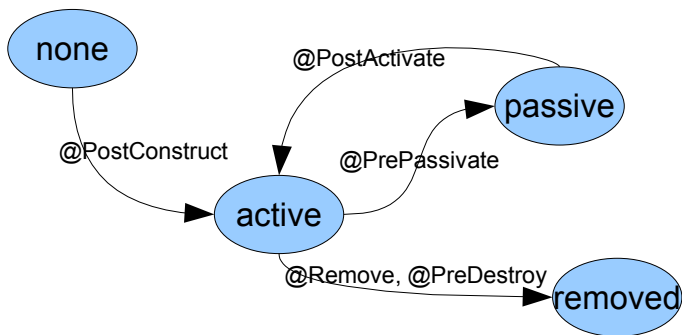 none
@PostActivate
passive
@PostConstruct
@PrePassivate
active
@Remove, @PreDestroy
removed